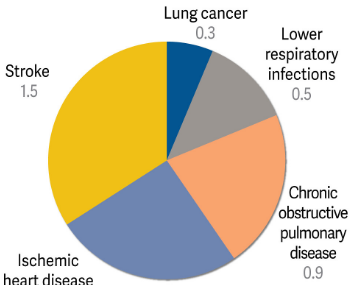 Lung cancer
0.3
Lower
respiratory
infections
0.5
Stroke
1.5
Chronic
obstructive
pulmonary
disease
0.9
Ischemic
heart disease